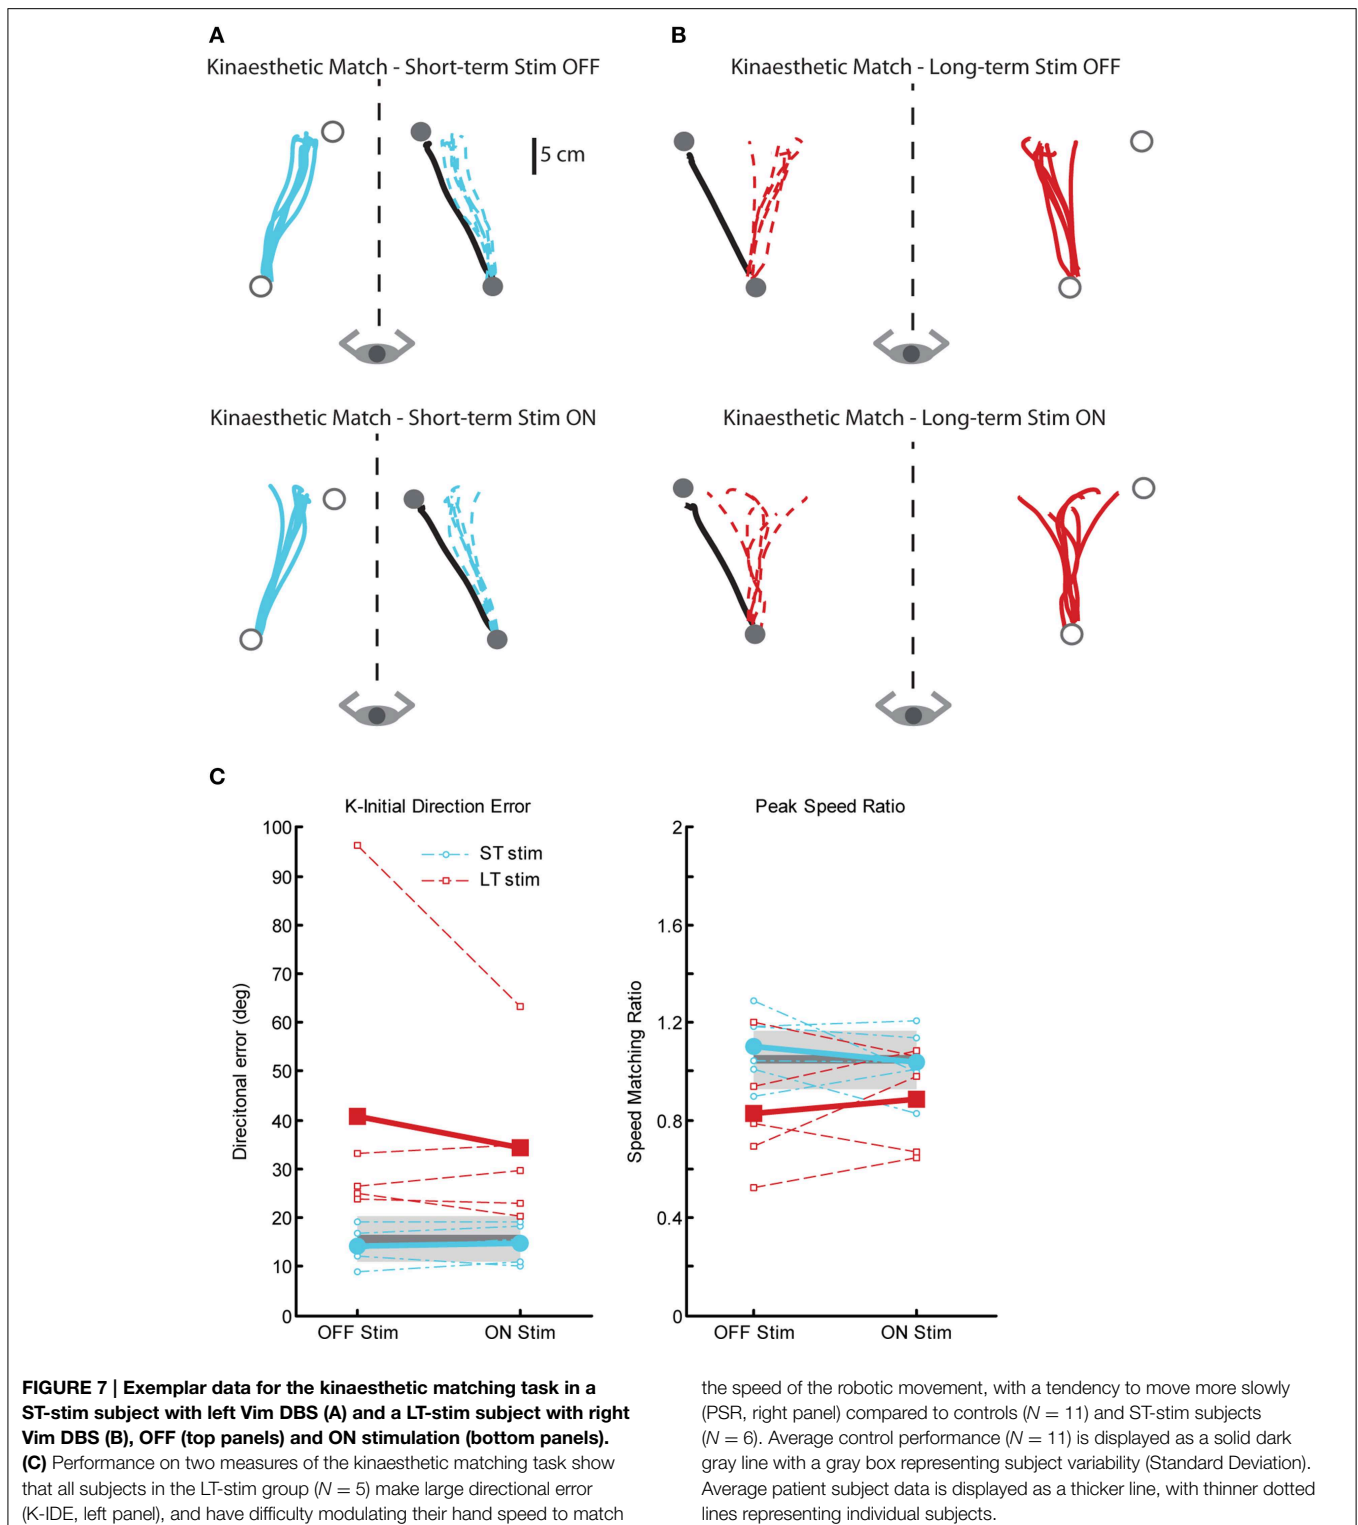 A
Kinaesthetic Match - Short-term Stim OFF
5 cm
Kinaesthetic Match - Short-term Stim ON
B
Kinaesthetic Match - Long-term Stim OFF
Kinaesthetic Match - Long-term Stim ON
C
K-Initial Direction Error
ST stim
LT stim
Direcitonal error (deg)
100
90
80
70
60
50
40
30
20
10
0
OFF Stim
ON Stim
Peak Speed Ratio
Speed Matching Ratio
2
1.6
1.2
0.8
0.4
0
OFF Stim
ON Stim
FIGURE 7 | Exemplar data for the kinaesthetic matching task in a
ST-stim subject with left Vim DBS (A) and a LT-stim subject with right
Vim DBS (B), OFF (top panels) and ON stimulation (bottom panels).
(C) Performance on two measures of the kinaesthetic matching task show
that all subjects in the LT-stim group (N = 5) make large directional error
(K-IDE, left panel), and have difficulty modulating their hand speed to match
the speed of the robotic movement, with a tendency to move more slowly
(PSR, right panel) compared to controls (N = 11) and ST-stim subjects
(N = 6). Average control performance (N = 11) is displayed as a solid dark
gray line with a gray box representing subject variability (Standard Deviation).
Average patient subject data is displayed as a thicker line, with thinner dotted
lines representing individual subjects.